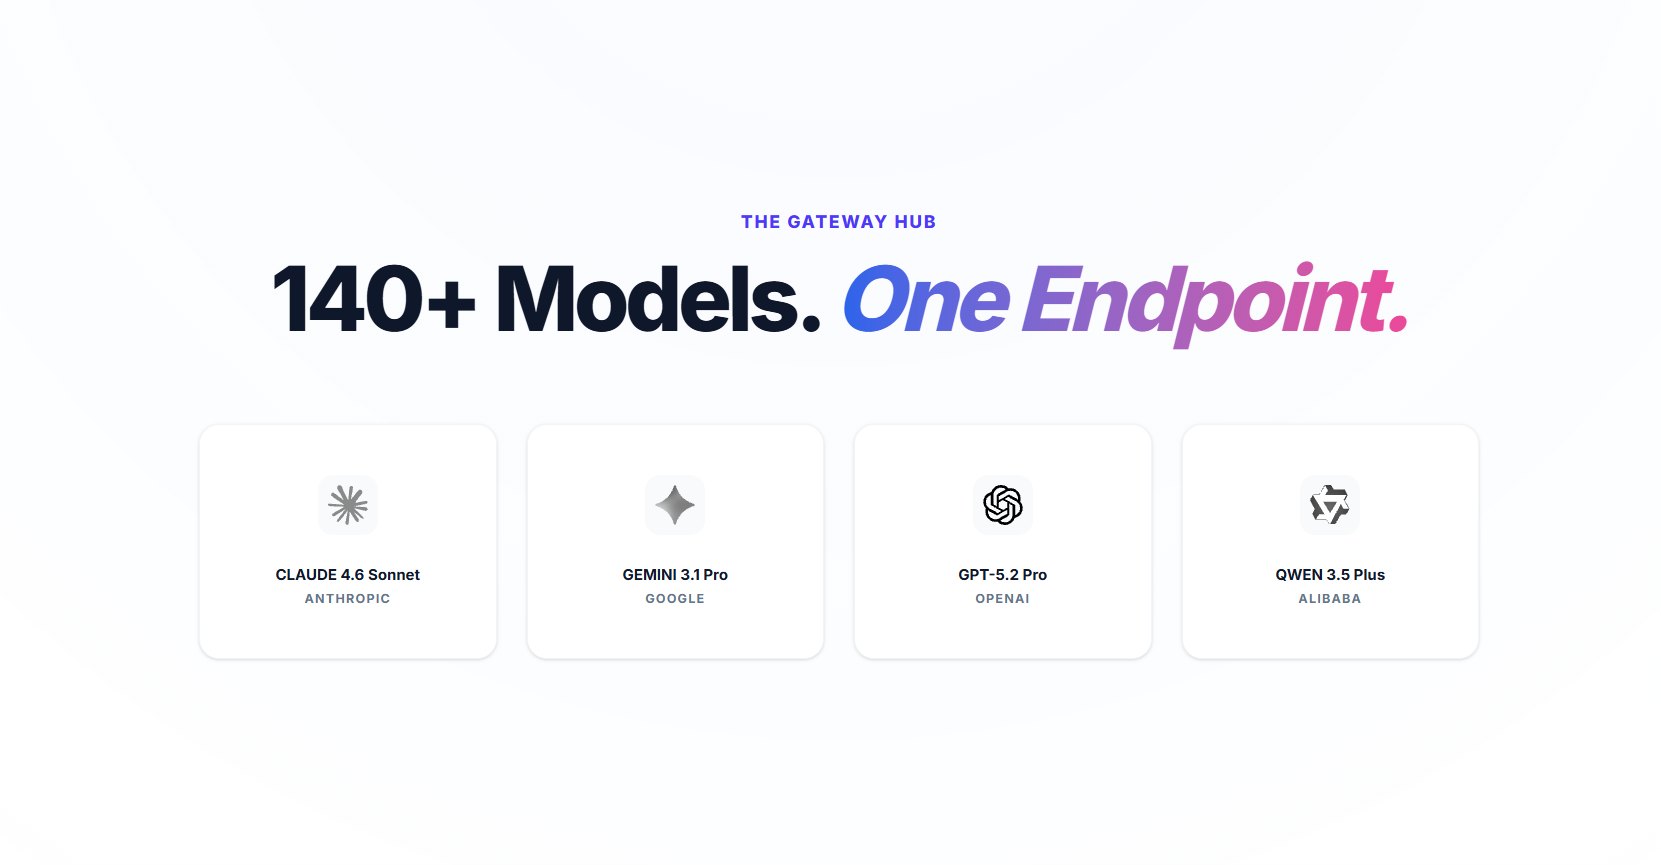 THE GATEWAY HUB
140+ Models. One Endpoint.
CLAUDE 4.6 Sonnet
ANTHROPIC
GEMINI 3.1 Pro
GOOGLE
GPT-5.2 Pro
OPENAI
QWEN 3.5 Plus
ALIBABA